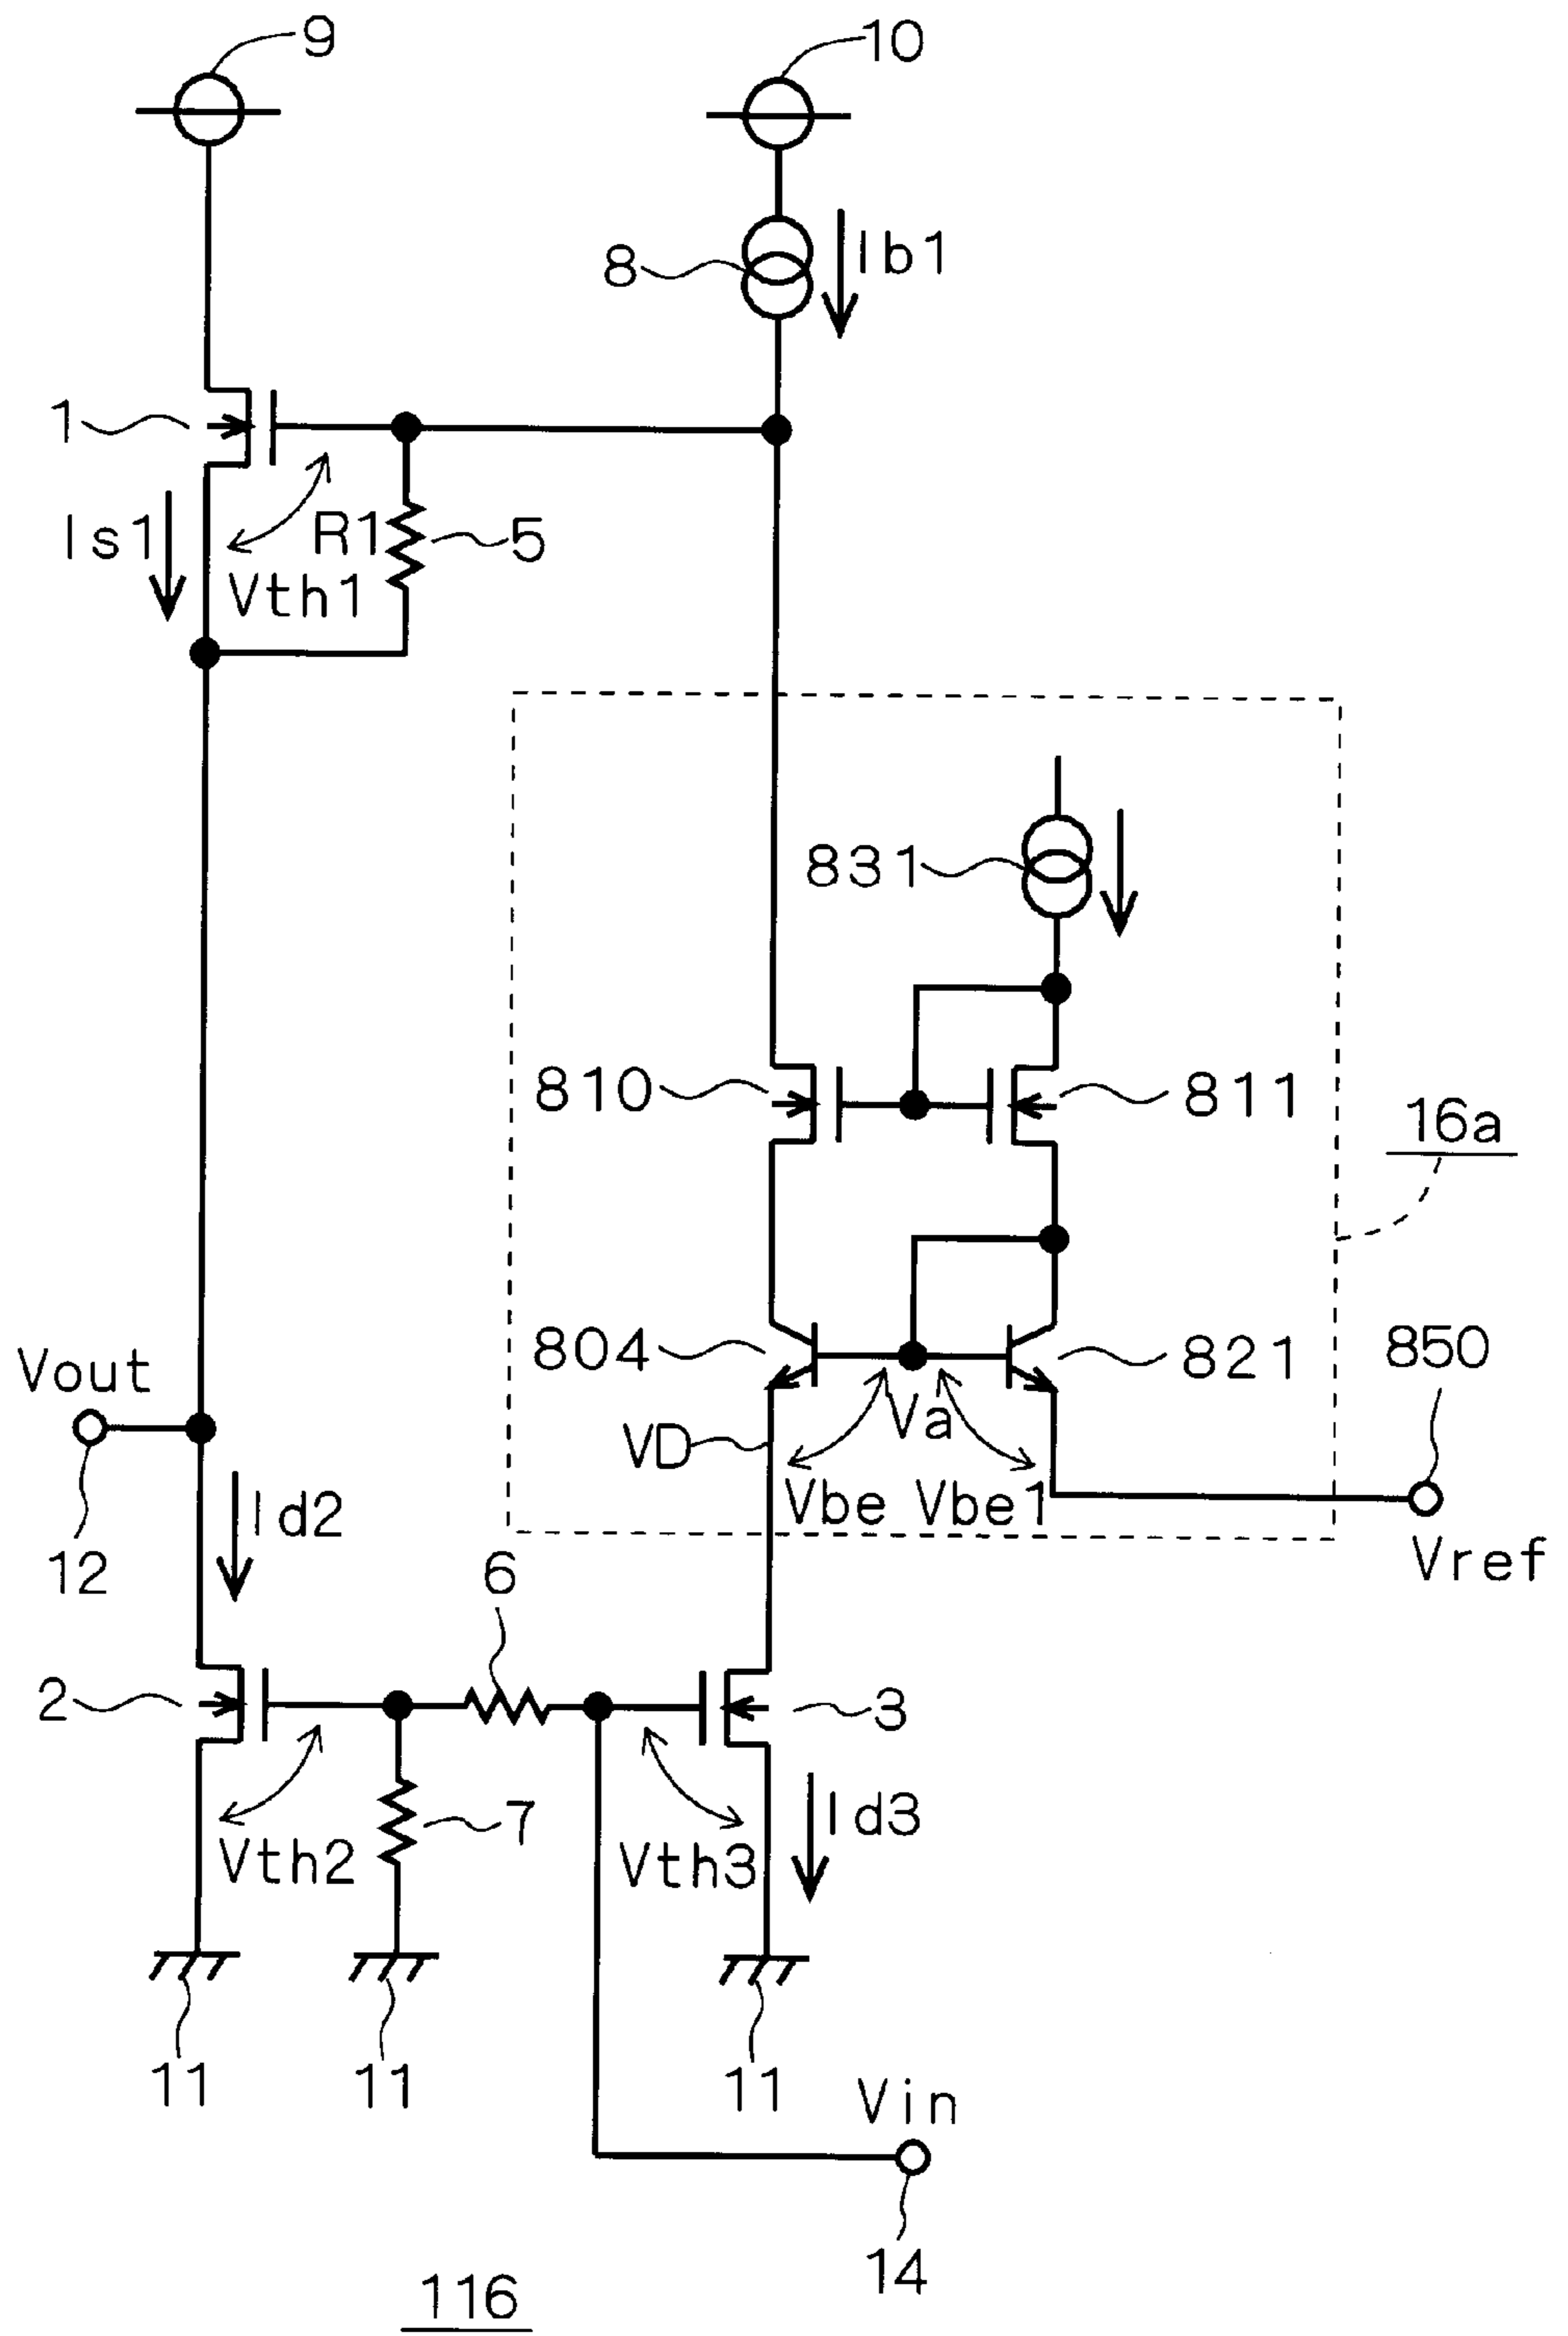 9
10
8
Ib1
1
R1
5
Is1
Vth1
831
810
811
16a
804
821
850
Vout
Va
VD
Vbe
Vbe1
Id2
12
Vref
6
2
3
7
Id3
Vth2
Vth3
11
11
11
Vin
14
116